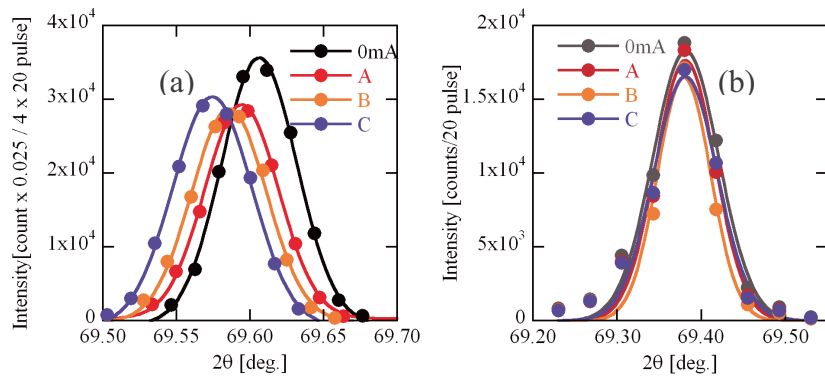 Intensity[count x 0.025 / 4 x 20 pulse]
4x10⁴
3x10⁴
2x10⁴
1x10⁴
0
69.50 69.55 69.60 69.65 69.70
2θ [deg.]
(a)
0mA
A
B
C
Intensity [counts/20 pulse]
2x10⁴
1.5x10⁴
1x10⁴
5x10³
0
69.20 69.30 69.40 69.50
2θ [deg.]
(b)
0mA
A
B
C